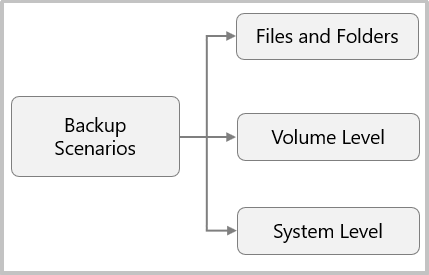 Backup
Scenarios
Files and Folders
Volume Level
System Level